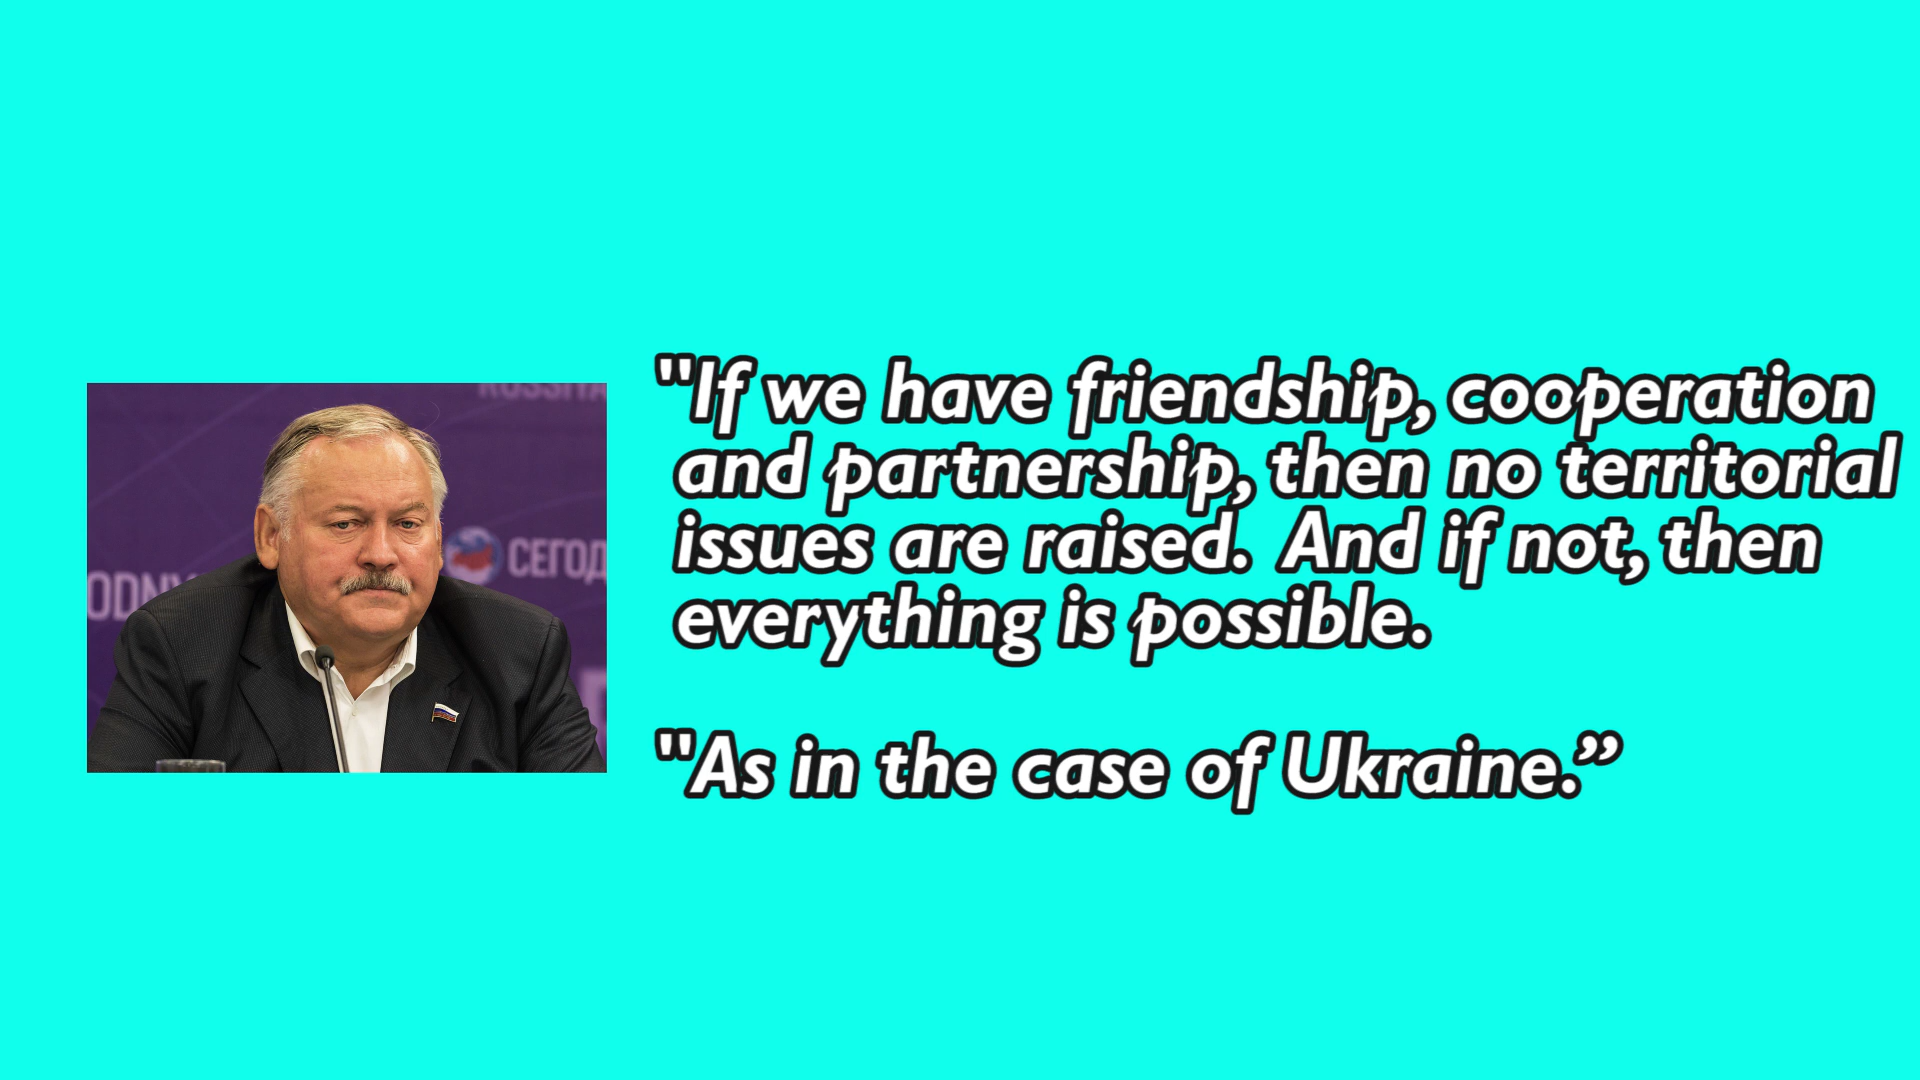 "If we have friendship, cooperation
and partnership, then no territorial
issues are raised. And if not, then
everything is possible.
"As in the case of Ukraine.”
СЕГОД
ODNY